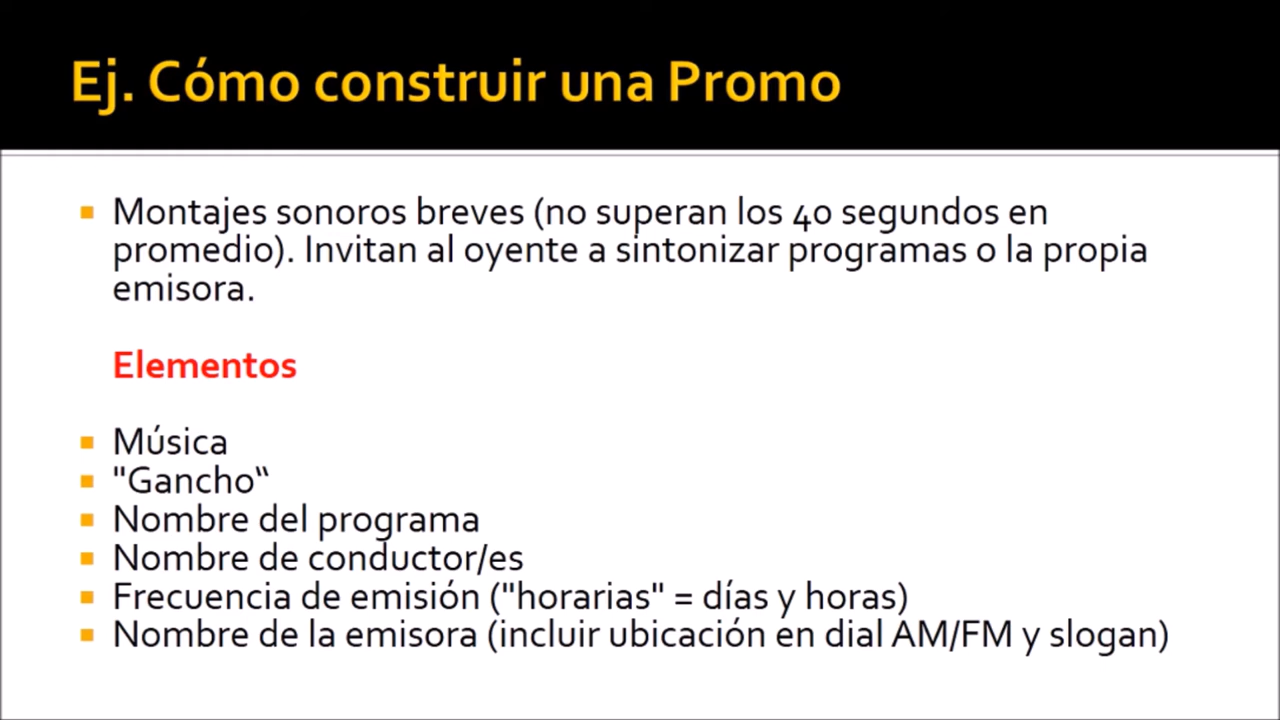 Ej. Cómo construir una Promo
Montajes sonoros breves (no superan los 40 segundos en
promedio). Invitan al oyente a sintonizar programas o la propia
emisora.
Elementos
Música
"Gancho“
Nombre del programa
Nombre de conductor/es
Frecuencia de emisión ("horarias" = días y horas)
Nombre de la emisora (incluir ubicación en dial AM/FM y slogan)